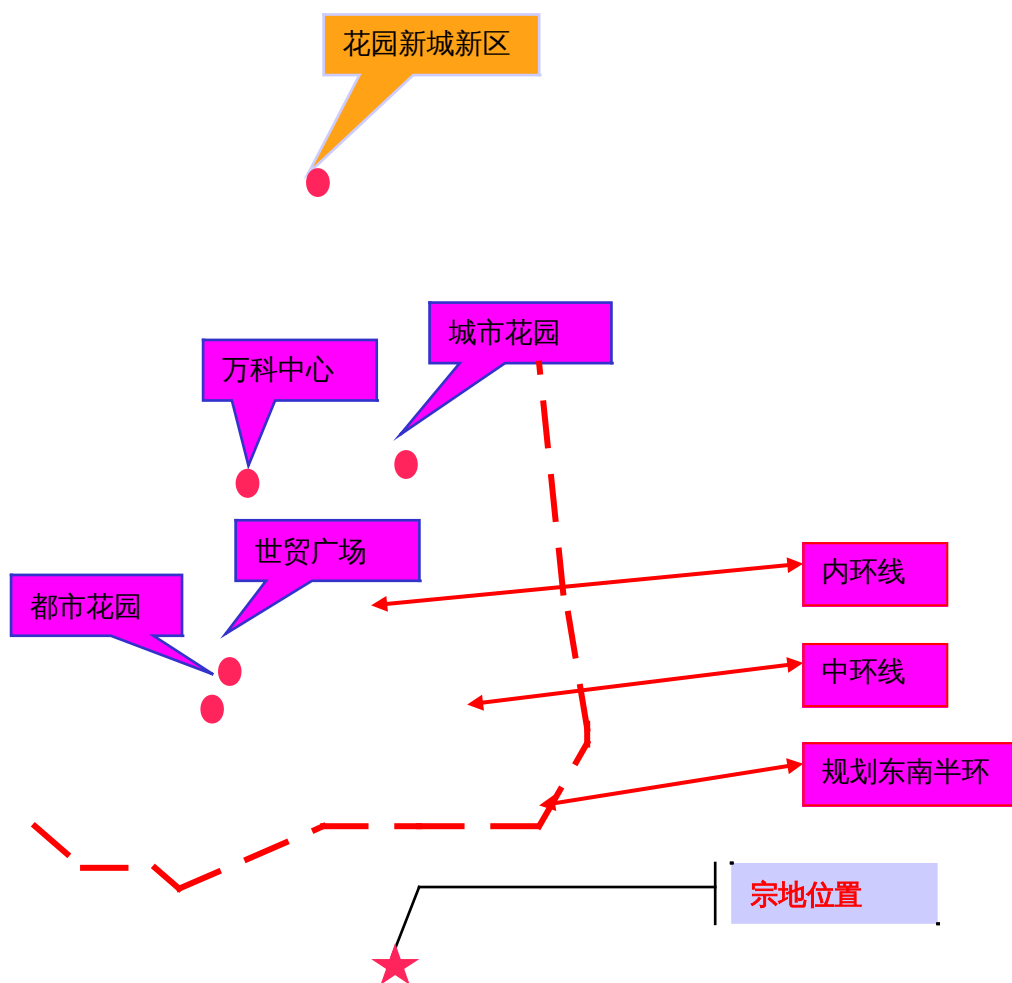 花园新城新区
城市花园
万科中心
世贸广场
都市花园
内环线
中环线
规划东南半环
宗地位置